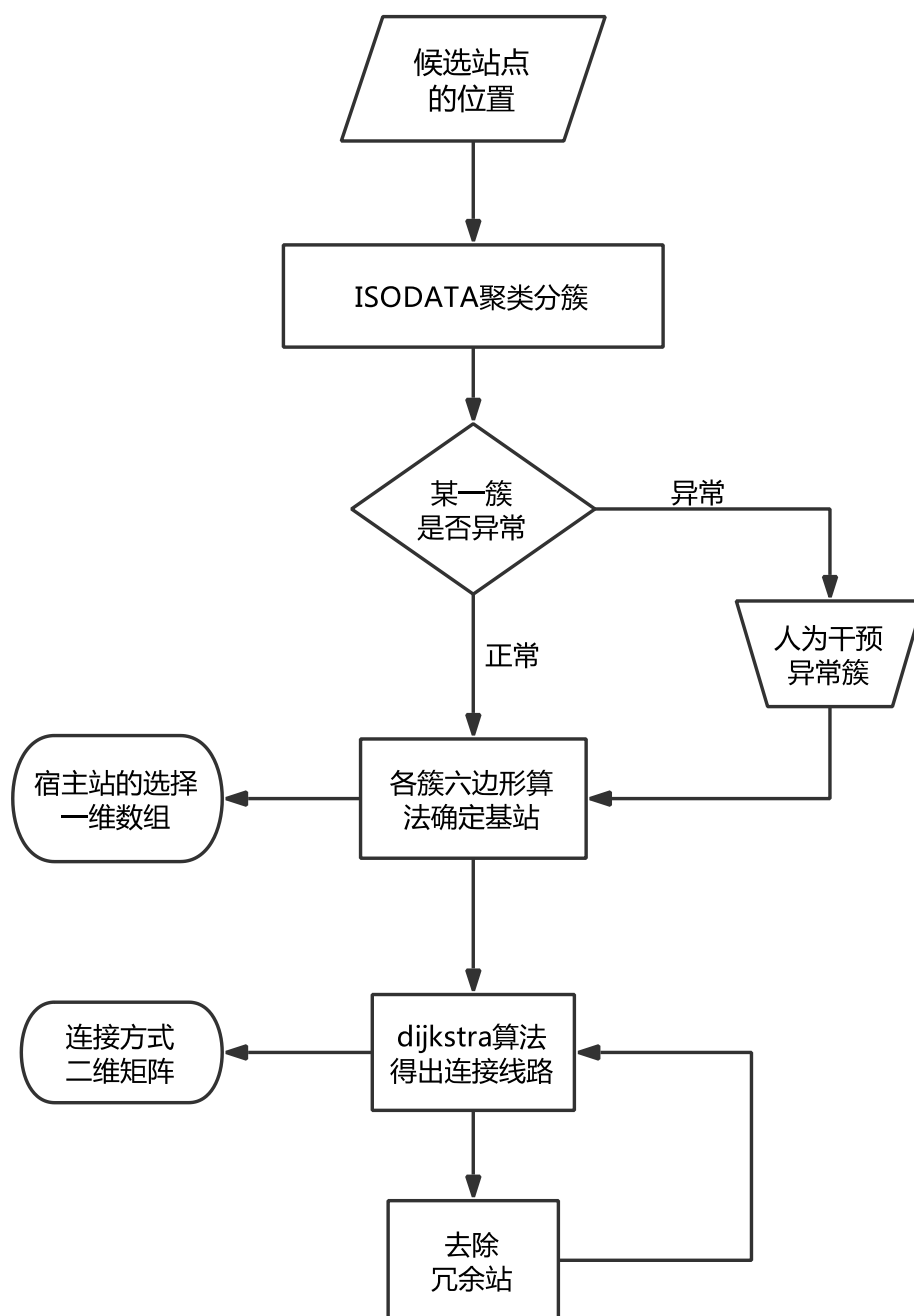 候选站点
的位置
ISODATA聚类分簇
某一簇
是否异常
异常
正常
人为干预
异常簇
宿主站的选择
一维数组
各簇六边形算
法确定基站
连接方式
二维矩阵
dijkstra算法
得出连接线路
去除
冗余站